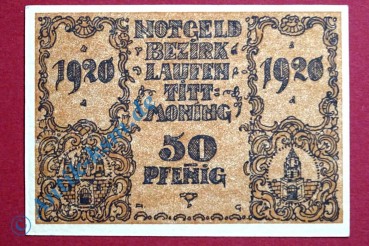 NOTGELD
BEZIRK
1920 LAUFEN 1920
TITT-
MONING
50
PFENIG